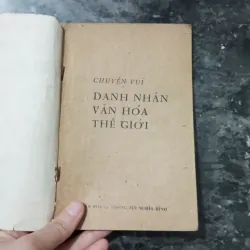 CHUYỆN VUI
DANH NHÂN
VĂN HÓA
THẾ GIỚI